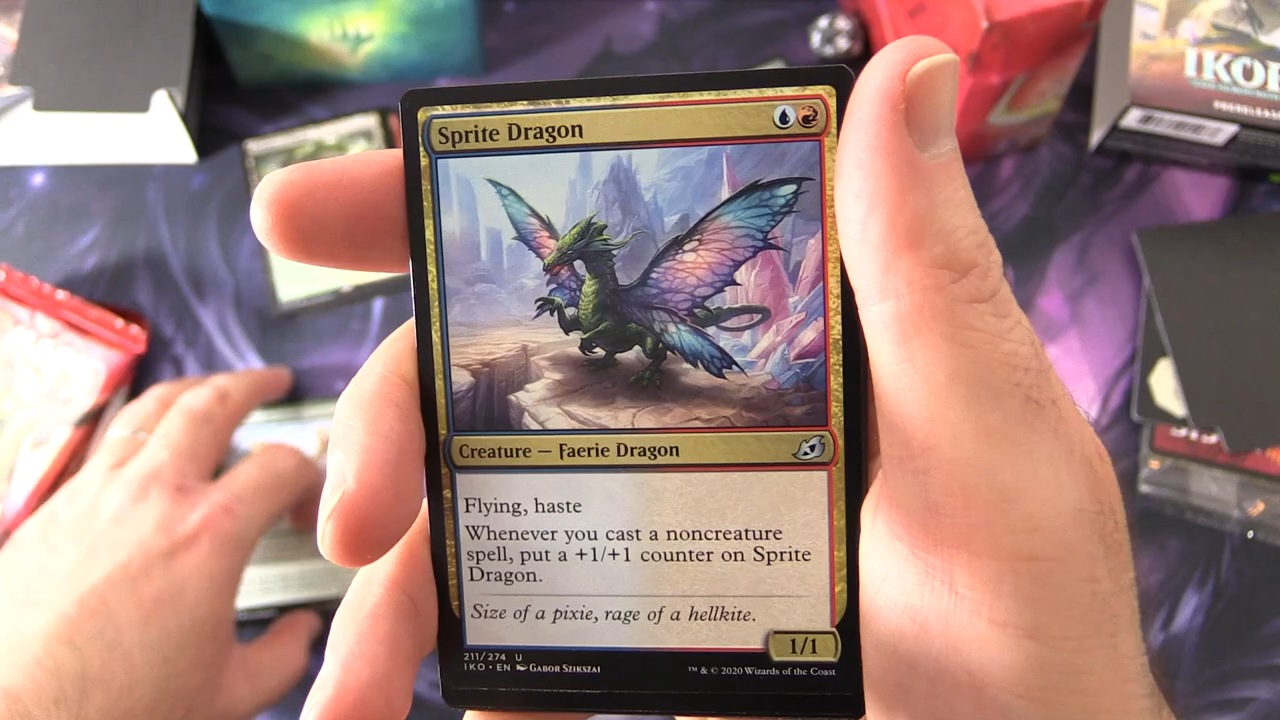 IKO
PRERELEAS
Sprite Dragon
Creature — Faerie Dragon
Flying, haste
Whenever you cast a noncreature
spell, put a +1/+1 counter on Sprite
Dragon.
Size of a pixie, rage of a hellkite.
1/1
211/274 U
IKO • EN Gabor Szikszai
™ & © 2020 Wizards of the Coast